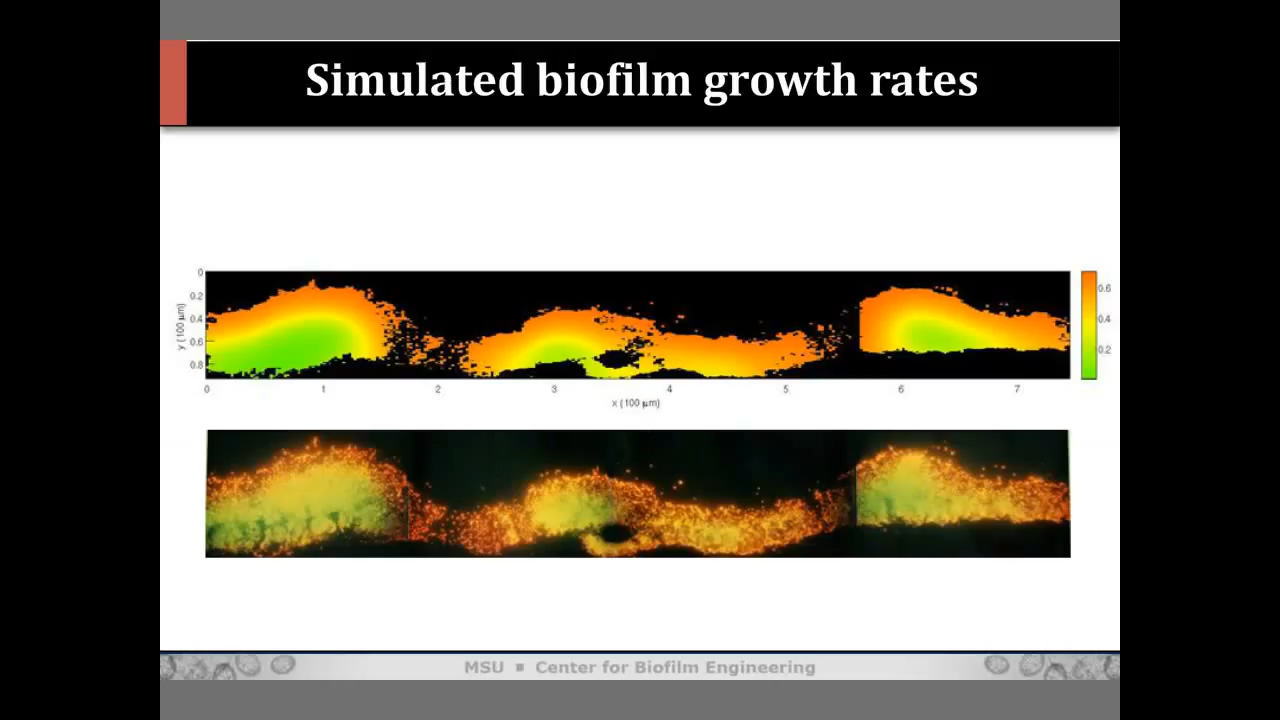 Simulated biofilm growth rates
0
0.2
0.4
0.6
0.8
y (100 µm)
0 1 2 3 4 5 6 7
x (100 µm)
0.6
0.4
0.2
MSU ▪ Center for Biofilm Engineering